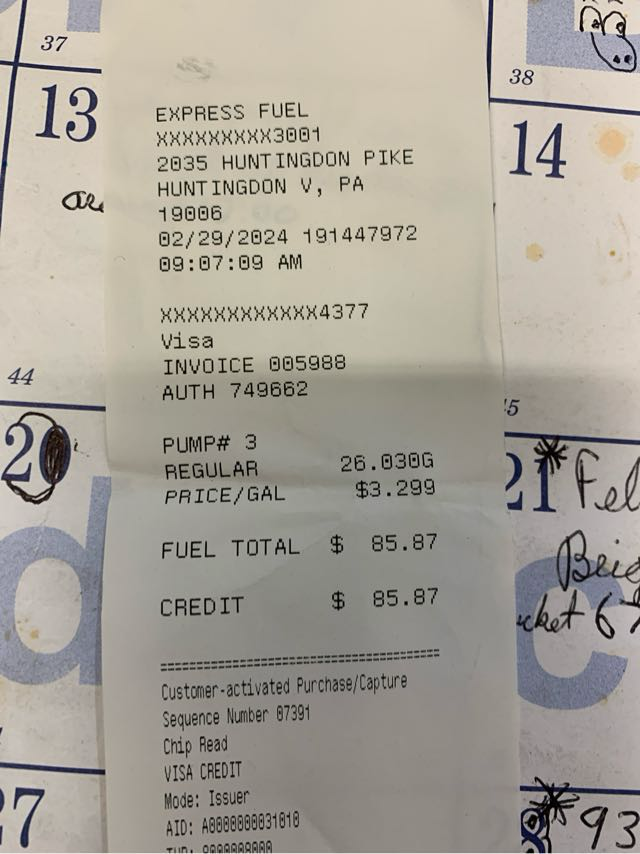 37
13
38
14
EXPRESS FUEL
XXXXXXXXX3001
2035 HUNTINGDON PIKE
HUNTINGDON V, PA
19006
02/29/2024 191447972
09:07:09 AM
XXXXXXXXXXXX4377
Visa
INVOICE 005988
AUTH 749662
44
20
21
PUMP# 3
REGULAR 26.030G
PRICE/GAL $3.299
FUEL TOTAL $ 85.87
CREDIT $ 85.87
=====================================
Customer-activated Purchase/Capture
Sequence Number 07391
Chip Read
VISA CREDIT
Mode: Issuer
AID: A0000000031010
27
93